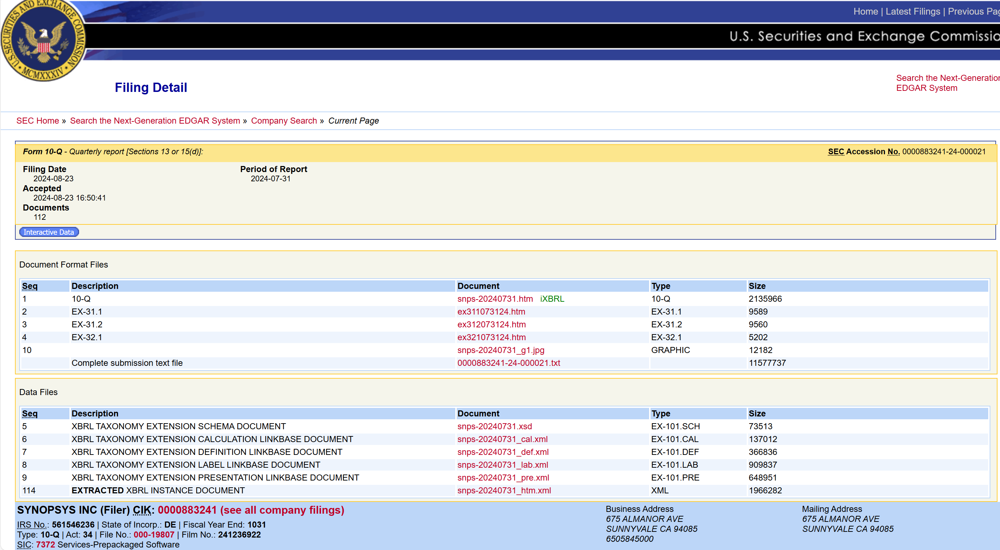 U.S. SECURITIES AND EXCHANGE COMMISSION
MCMXXXIV
Home | Latest Filings | Previous Pag
U.S. Securities and Exchange Commissio
Filing Detail
Search the Next-Generation
EDGAR System
SEC Home » Search the Next-Generation EDGAR System » Company Search » Current Page
Form 10-Q - Quarterly report [Sections 13 or 15(d)]: SEC Accession No. 0000883241-24-000021
Filing Date Period of Report
2024-08-23 2024-07-31
Accepted
2024-08-23 16:50:41
Documents
112
Interactive Data
Document Format Files
Seq Description Document Type Size
1 10-Q snps-20240731.htm iXBRL 10-Q 2135966
2 EX-31.1 ex311073124.htm EX-31.1 9589
3 EX-31.2 ex312073124.htm EX-31.2 9560
4 EX-32.1 ex321073124.htm EX-32.1 5202
10 snps-20240731_g1.jpg GRAPHIC 12182
Complete submission text file 0000883241-24-000021.txt 11577737
Data Files
Seq Description Document Type Size
5 XBRL TAXONOMY EXTENSION SCHEMA DOCUMENT snps-20240731.xsd EX-101.SCH 73513
6 XBRL TAXONOMY EXTENSION CALCULATION LINKBASE DOCUMENT snps-20240731_cal.xml EX-101.CAL 137012
7 XBRL TAXONOMY EXTENSION DEFINITION LINKBASE DOCUMENT snps-20240731_def.xml EX-101.DEF 366836
8 XBRL TAXONOMY EXTENSION LABEL LINKBASE DOCUMENT snps-20240731_lab.xml EX-101.LAB 909837
9 XBRL TAXONOMY EXTENSION PRESENTATION LINKBASE DOCUMENT snps-20240731_pre.xml EX-101.PRE 648951
114 EXTRACTED XBRL INSTANCE DOCUMENT snps-20240731_htm.xml XML 1966282
SYNOPSYS INC (Filer) CIK: 0000883241 (see all company filings)
IRS No.: 561546236 | State of Incorp.: DE | Fiscal Year End: 1031
Type: 10-Q | Act: 34 | File No.: 000-19807 | Film No.: 241236922
SIC: 7372 Services-Prepackaged Software
Business Address
675 ALMANOR AVE
SUNNYVALE CA 94085
6505845000
Mailing Address
675 ALMANOR AVE
SUNNYVALE CA 94085